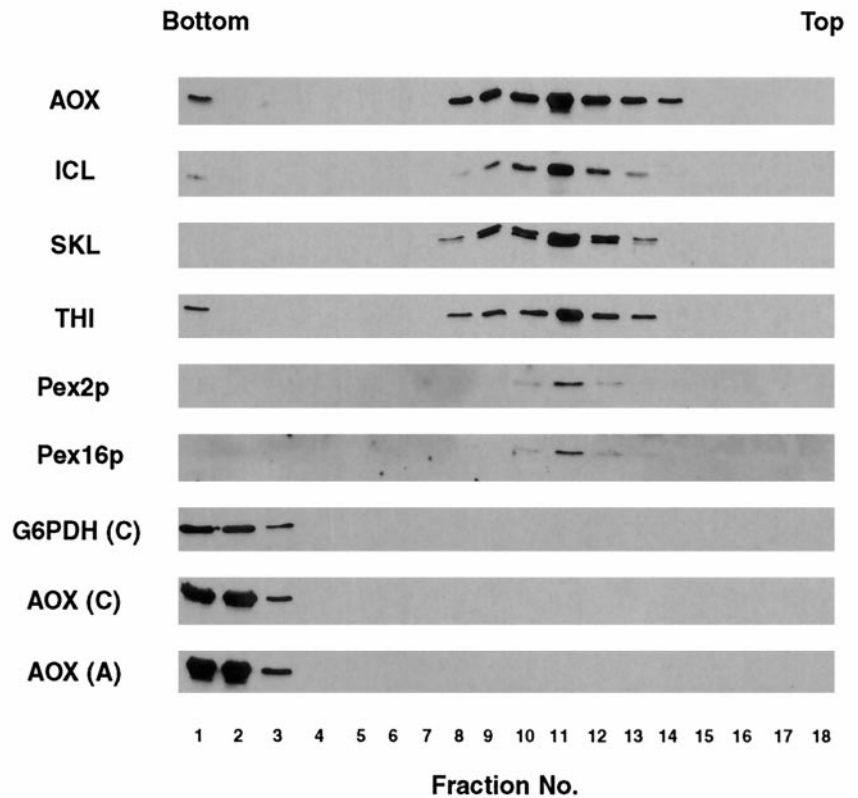 Bottom Top
AOX
ICL
SKL
THI
Pex2p
Pex16p
G6PDH (C)
AOX (C)
AOX (A)
1 2 3 4 5 6 7 8 9 10 11 12 13 14 15 16 17 18
Fraction No.